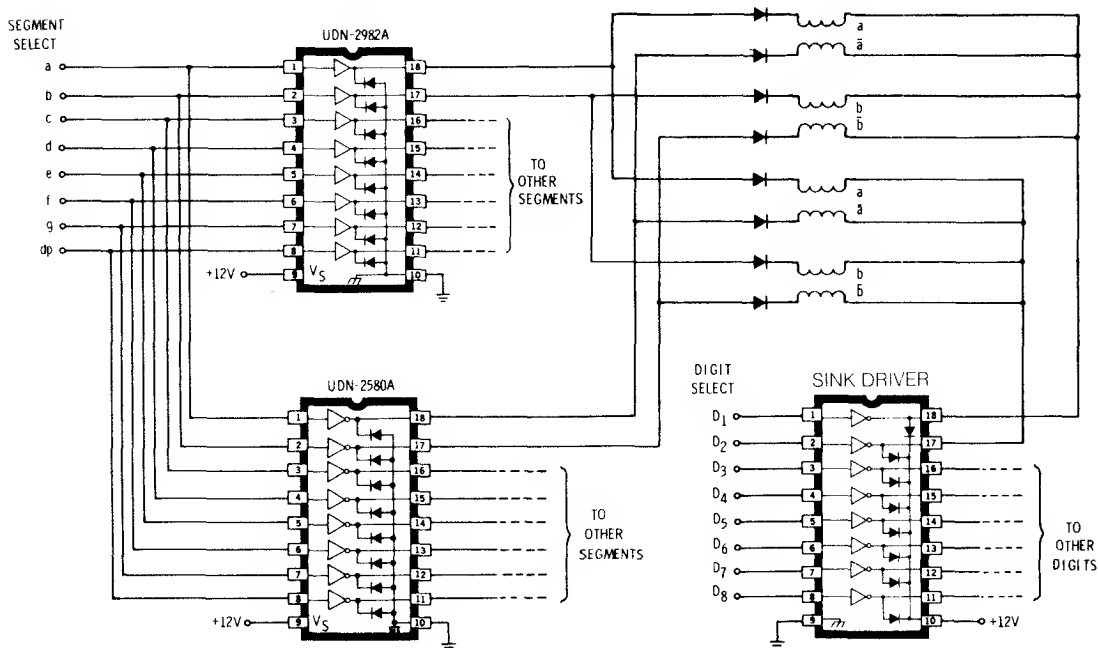 SEGMENT
SELECT
a
b
c
d
e
f
g
dp
+12V
UDN-2982A
1
2
3
4
5
6
7
8
9
VS
18
17
16
15
14
13
12
11
10
TO
OTHER
SEGMENTS
a
ā
b
b̄
a
ā
b
b̄
UDN-2580A
1
2
3
4
5
6
7
8
9
+12V
VS
18
17
16
15
14
13
12
11
10
TO
OTHER
SEGMENTS
DIGIT
SELECT
D1
D2
D3
D4
D5
D6
D7
D8
SINK DRIVER
1
2
3
4
5
6
7
8
9
18
17
16
15
14
13
12
11
10
+12V
TO
OTHER
DIGITS